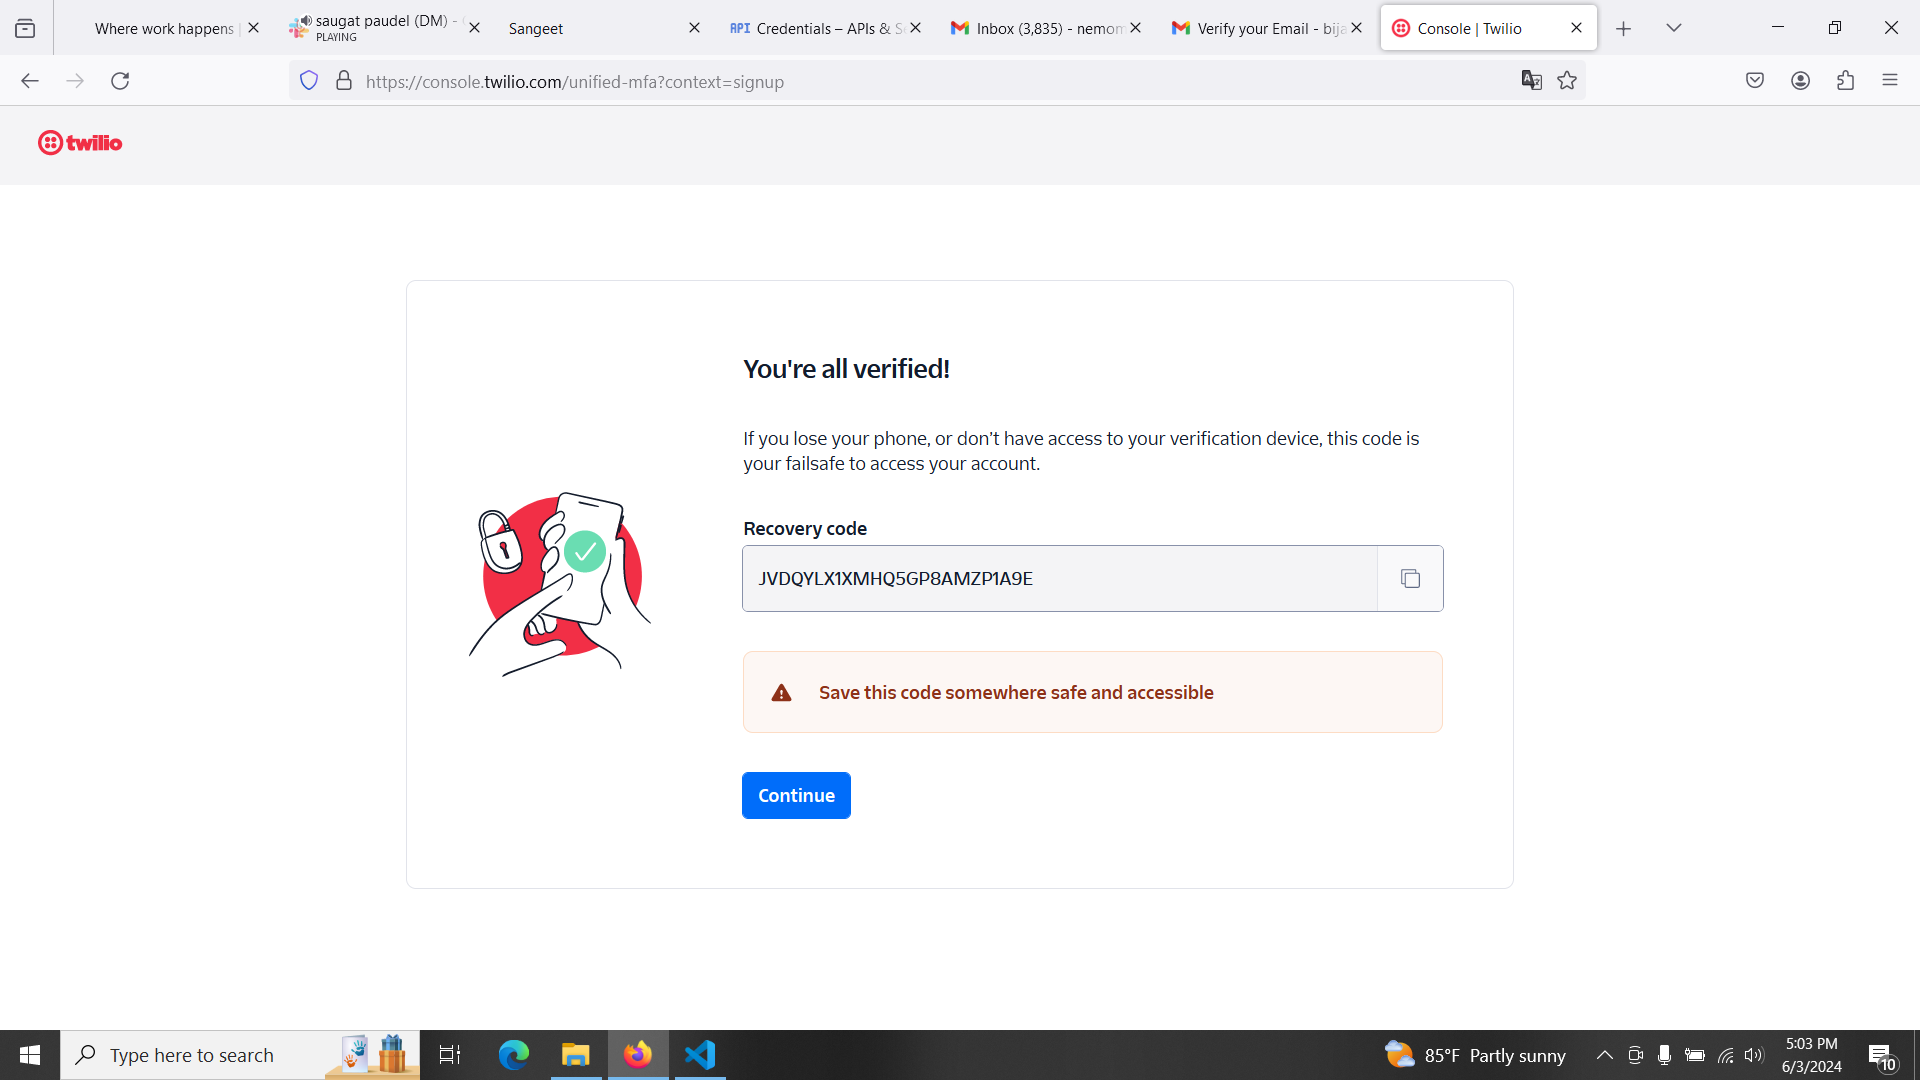 Where work happens
saugat paudel (DM) -
PLAYING
Sangeet
API Credentials – APIs & Se
Inbox (3,835) - nemom
Verify your Email - bija
Console | Twilio
https://console.twilio.com/unified-mfa?context=signup
twilio
You're all verified!
If you lose your phone, or don't have access to your verification device, this code is
your failsafe to access your account.
Recovery code
JVDQYLX1XMHQ5GP8AMZP1A9E
Save this code somewhere safe and accessible
Continue
Type here to search
85°F Partly sunny
5:03 PM
6/3/2024
10